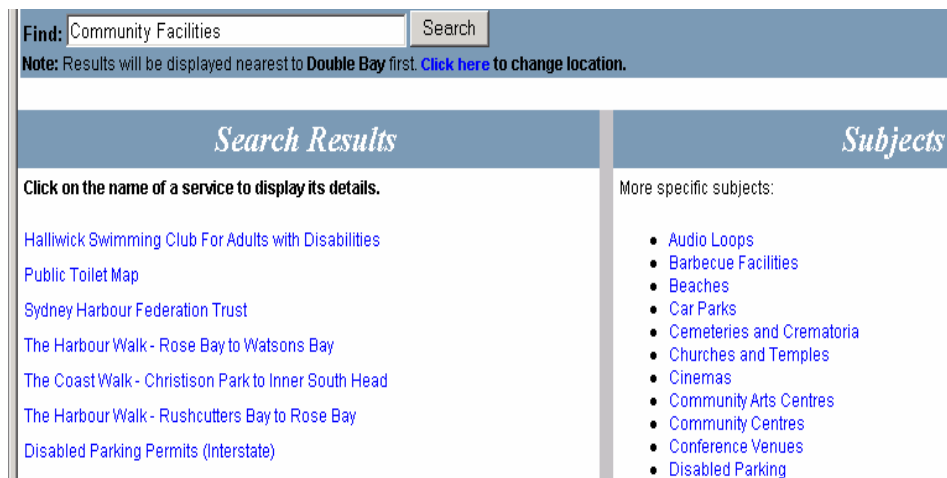 Find: Community Facilities Search
Note: Results will be displayed nearest to Double Bay first. Click here to change location.
Search Results
Click on the name of a service to display its details.
Halliwick Swimming Club For Adults with Disabilities
Public Toilet Map
Sydney Harbour Federation Trust
The Harbour Walk - Rose Bay to Watsons Bay
The Coast Walk - Christison Park to Inner South Head
The Harbour Walk - Rushcutters Bay to Rose Bay
Disabled Parking Permits (Interstate)
Subjects
More specific subjects:
• Audio Loops
• Barbecue Facilities
• Beaches
• Car Parks
• Cemeteries and Crematoria
• Churches and Temples
• Cinemas
• Community Arts Centres
• Community Centres
• Conference Venues
• Disabled Parking